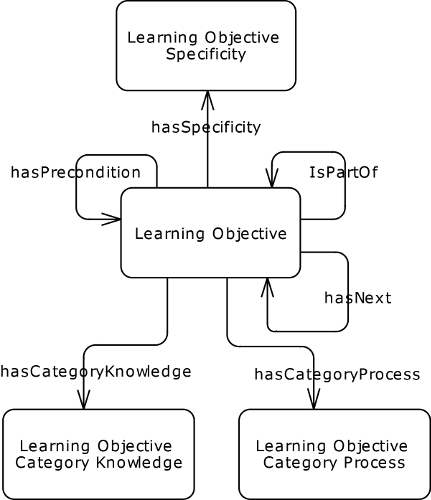 Learning Objective
Specificity
hasSpecificity
hasPrecondition
IsPartOf
Learning Objective
hasNext
hasCategoryKnowledge
hasCategoryProcess
Learning Objective
Category Knowledge
Learning Objective
Category Process